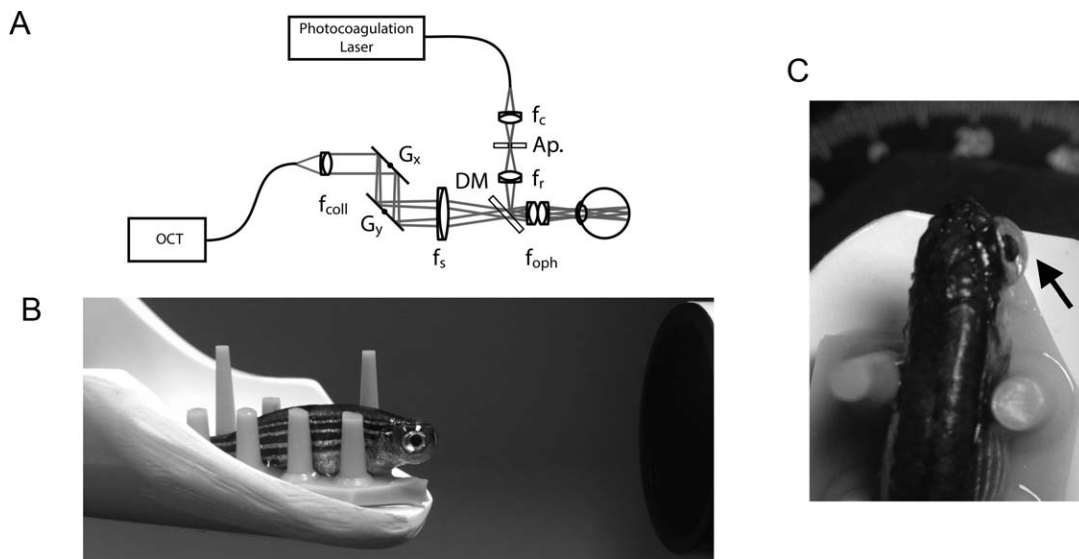 A
Photocoagulation
Laser
C
f_c
Ap.
G_x
DM
f_r
f_coll
G_y
OCT
f_s
f_oph
B